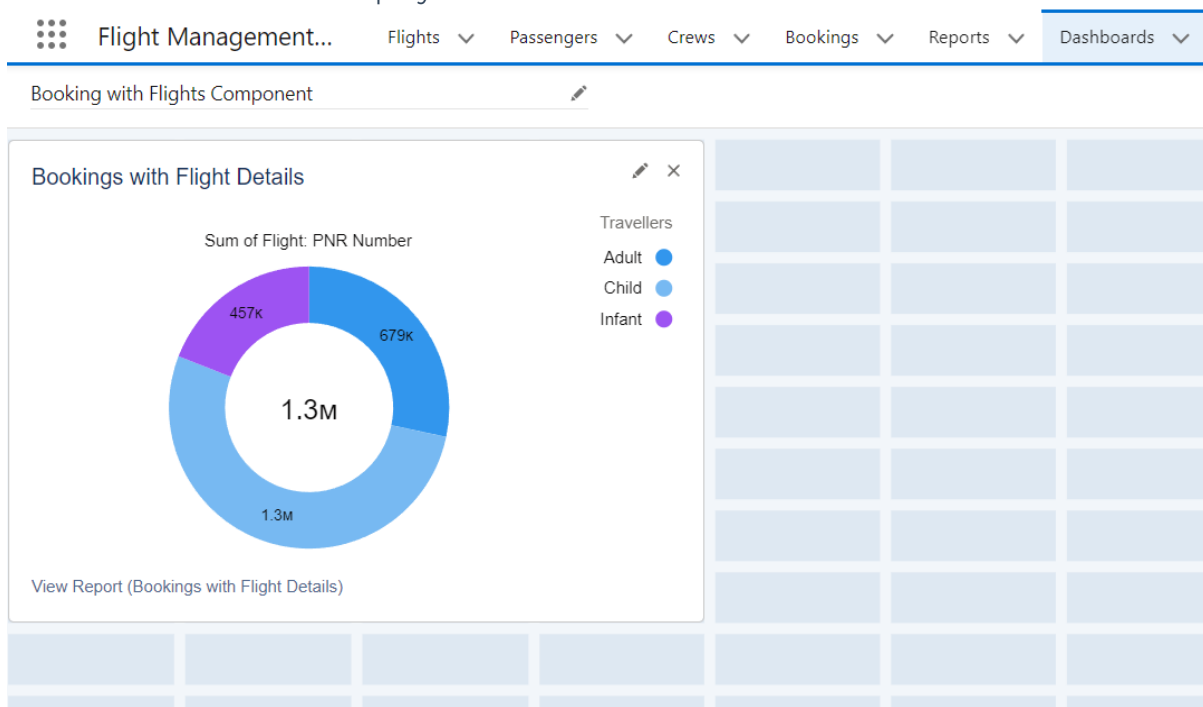 Flight Management... Flights Passengers Crews Bookings Reports Dashboards
Booking with Flights Component
Bookings with Flight Details
Travellers
Sum of Flight: PNR Number
Adult
Child
Infant
457K
679K
1.3M
1.3M
View Report (Bookings with Flight Details)